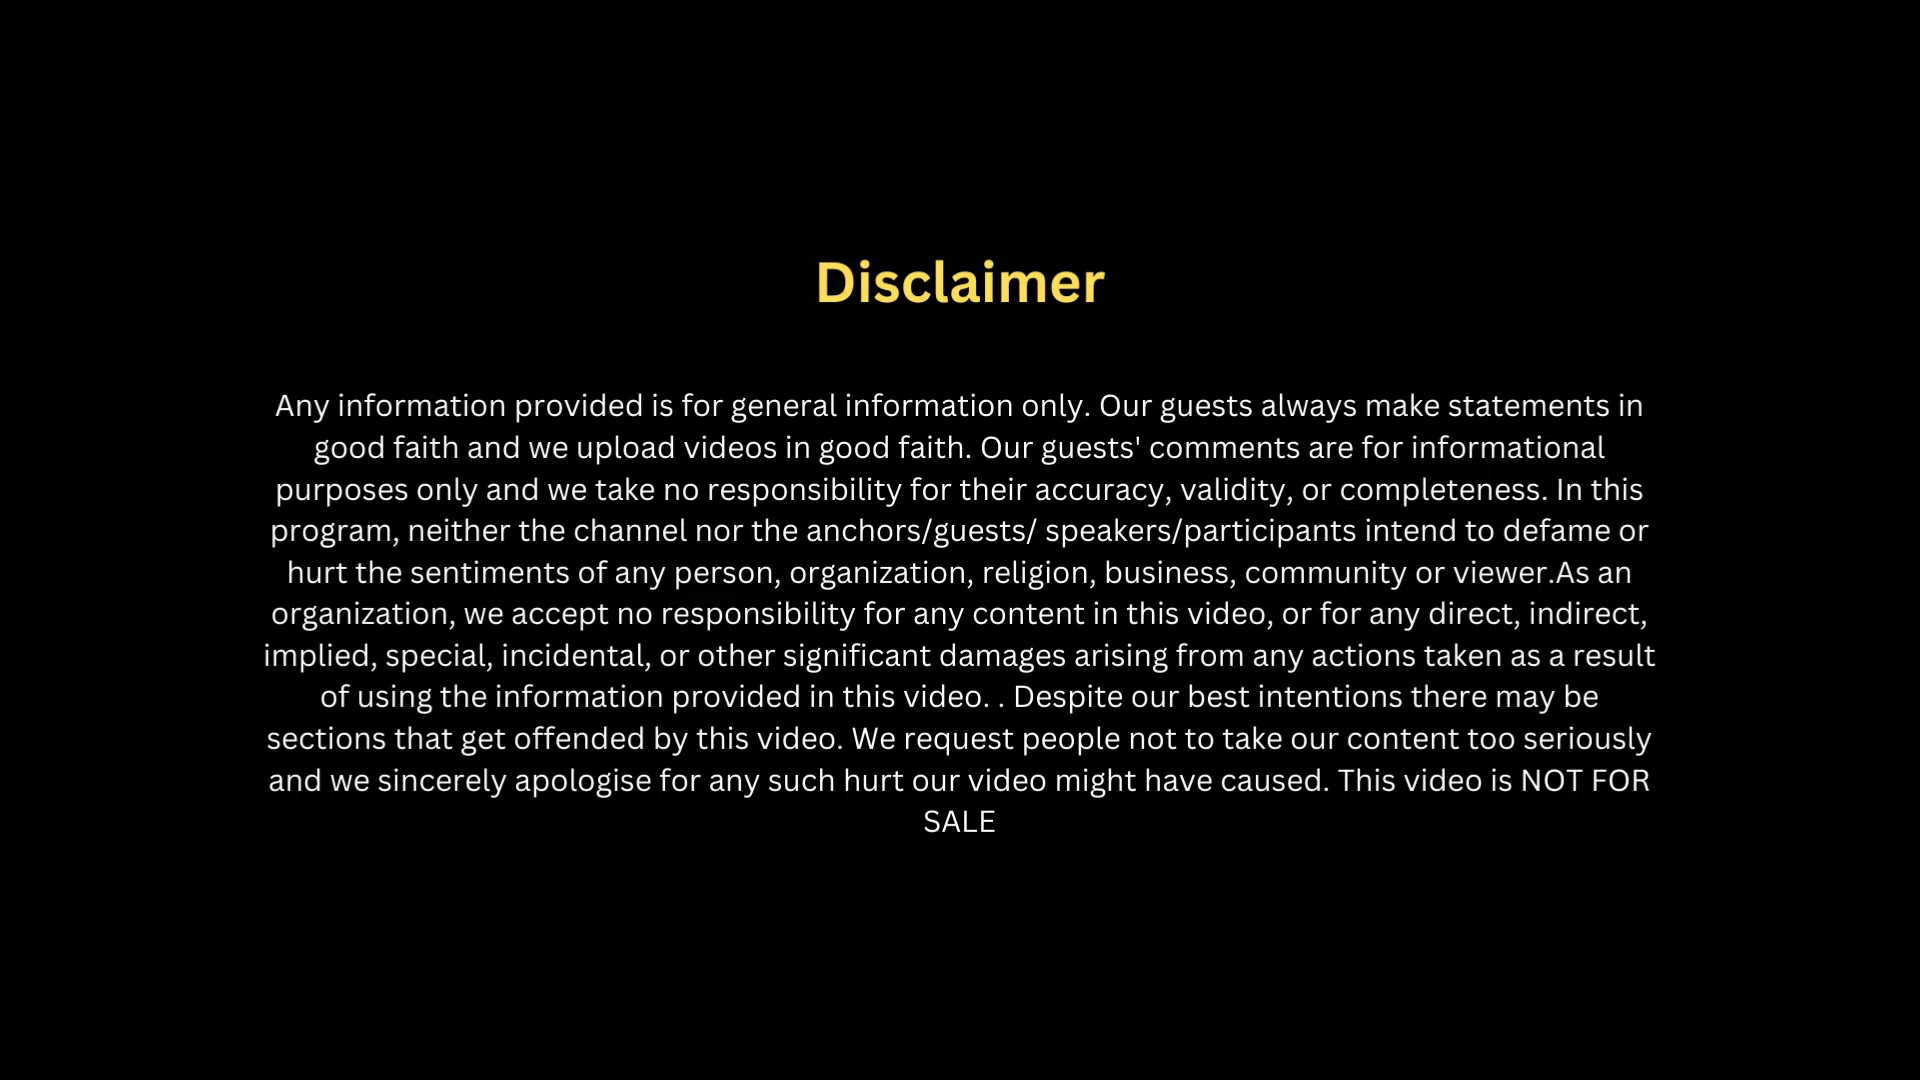 Disclaimer
Any information provided is for general information only. Our guests always make statements in
good faith and we upload videos in good faith. Our guests' comments are for informational
purposes only and we take no responsibility for their accuracy, validity, or completeness. In this
program, neither the channel nor the anchors/guests/ speakers/participants intend to defame or
hurt the sentiments of any person, organization, religion, business, community or viewer.As an
organization, we accept no responsibility for any content in this video, or for any direct, indirect,
implied, special, incidental, or other significant damages arising from any actions taken as a result
of using the information provided in this video. . Despite our best intentions there may be
sections that get offended by this video. We request people not to take our content too seriously
and we sincerely apologise for any such hurt our video might have caused. This video is NOT FOR
SALE